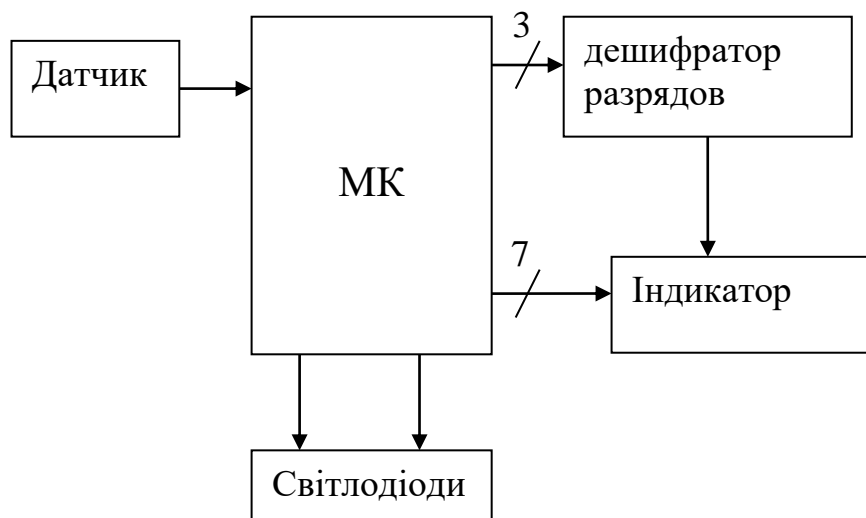 Датчик
МК
3
дешифратор
разрядов
7
Індикатор
Світлодіоди